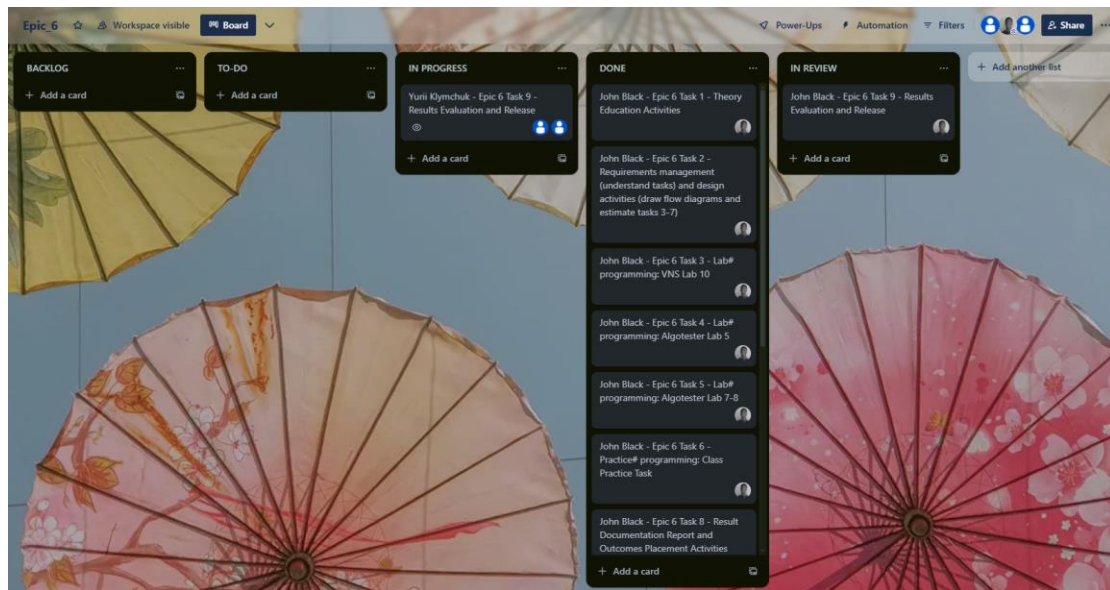 Epic_6
Workspace visible
Board
Power-Ups
Automation
Filters
Share
BACKLOG
+ Add a card
TO-DO
+ Add a card
IN PROGRESS
Yurii Klymchuk - Epic 6 Task 9 -
Results Evaluation and Release
+ Add a card
DONE
John Black - Epic 6 Task 1 - Theory
Education Activities
John Black - Epic 6 Task 2 -
Requirements management
(understand tasks) and design
activities (draw flow diagrams and
estimate tasks 3-7)
John Black - Epic 6 Task 3 - Lab#
programming: VNS Lab 10
John Black - Epic 6 Task 4 - Lab#
programming: Algotester Lab 5
John Black - Epic 6 Task 5 - Lab#
programming: Algotester Lab 7-8
John Black - Epic 6 Task 6 -
Practice# programming: Class
Practice Task
John Black - Epic 6 Task 8 - Result
Documentation Report and
Outcomes Placement Activities
+ Add a card
IN REVIEW
John Black - Epic 6 Task 9 - Results
Evaluation and Release
+ Add a card
+ Add another list